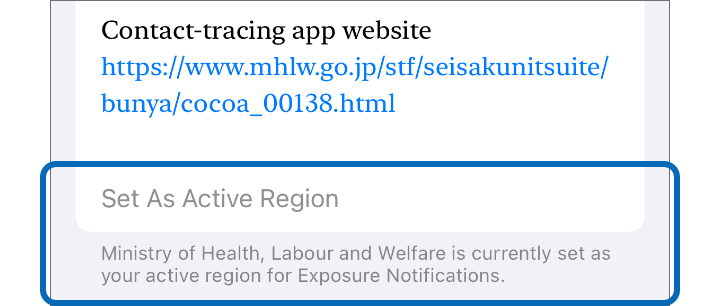 Contact-tracing app website
https://www.mhlw.go.jp/stf/seisakunitsuite/
bunya/cocoa_00138.html
Set As Active Region
Ministry of Health, Labour and Welfare is currently set as
your active region for Exposure Notifications.